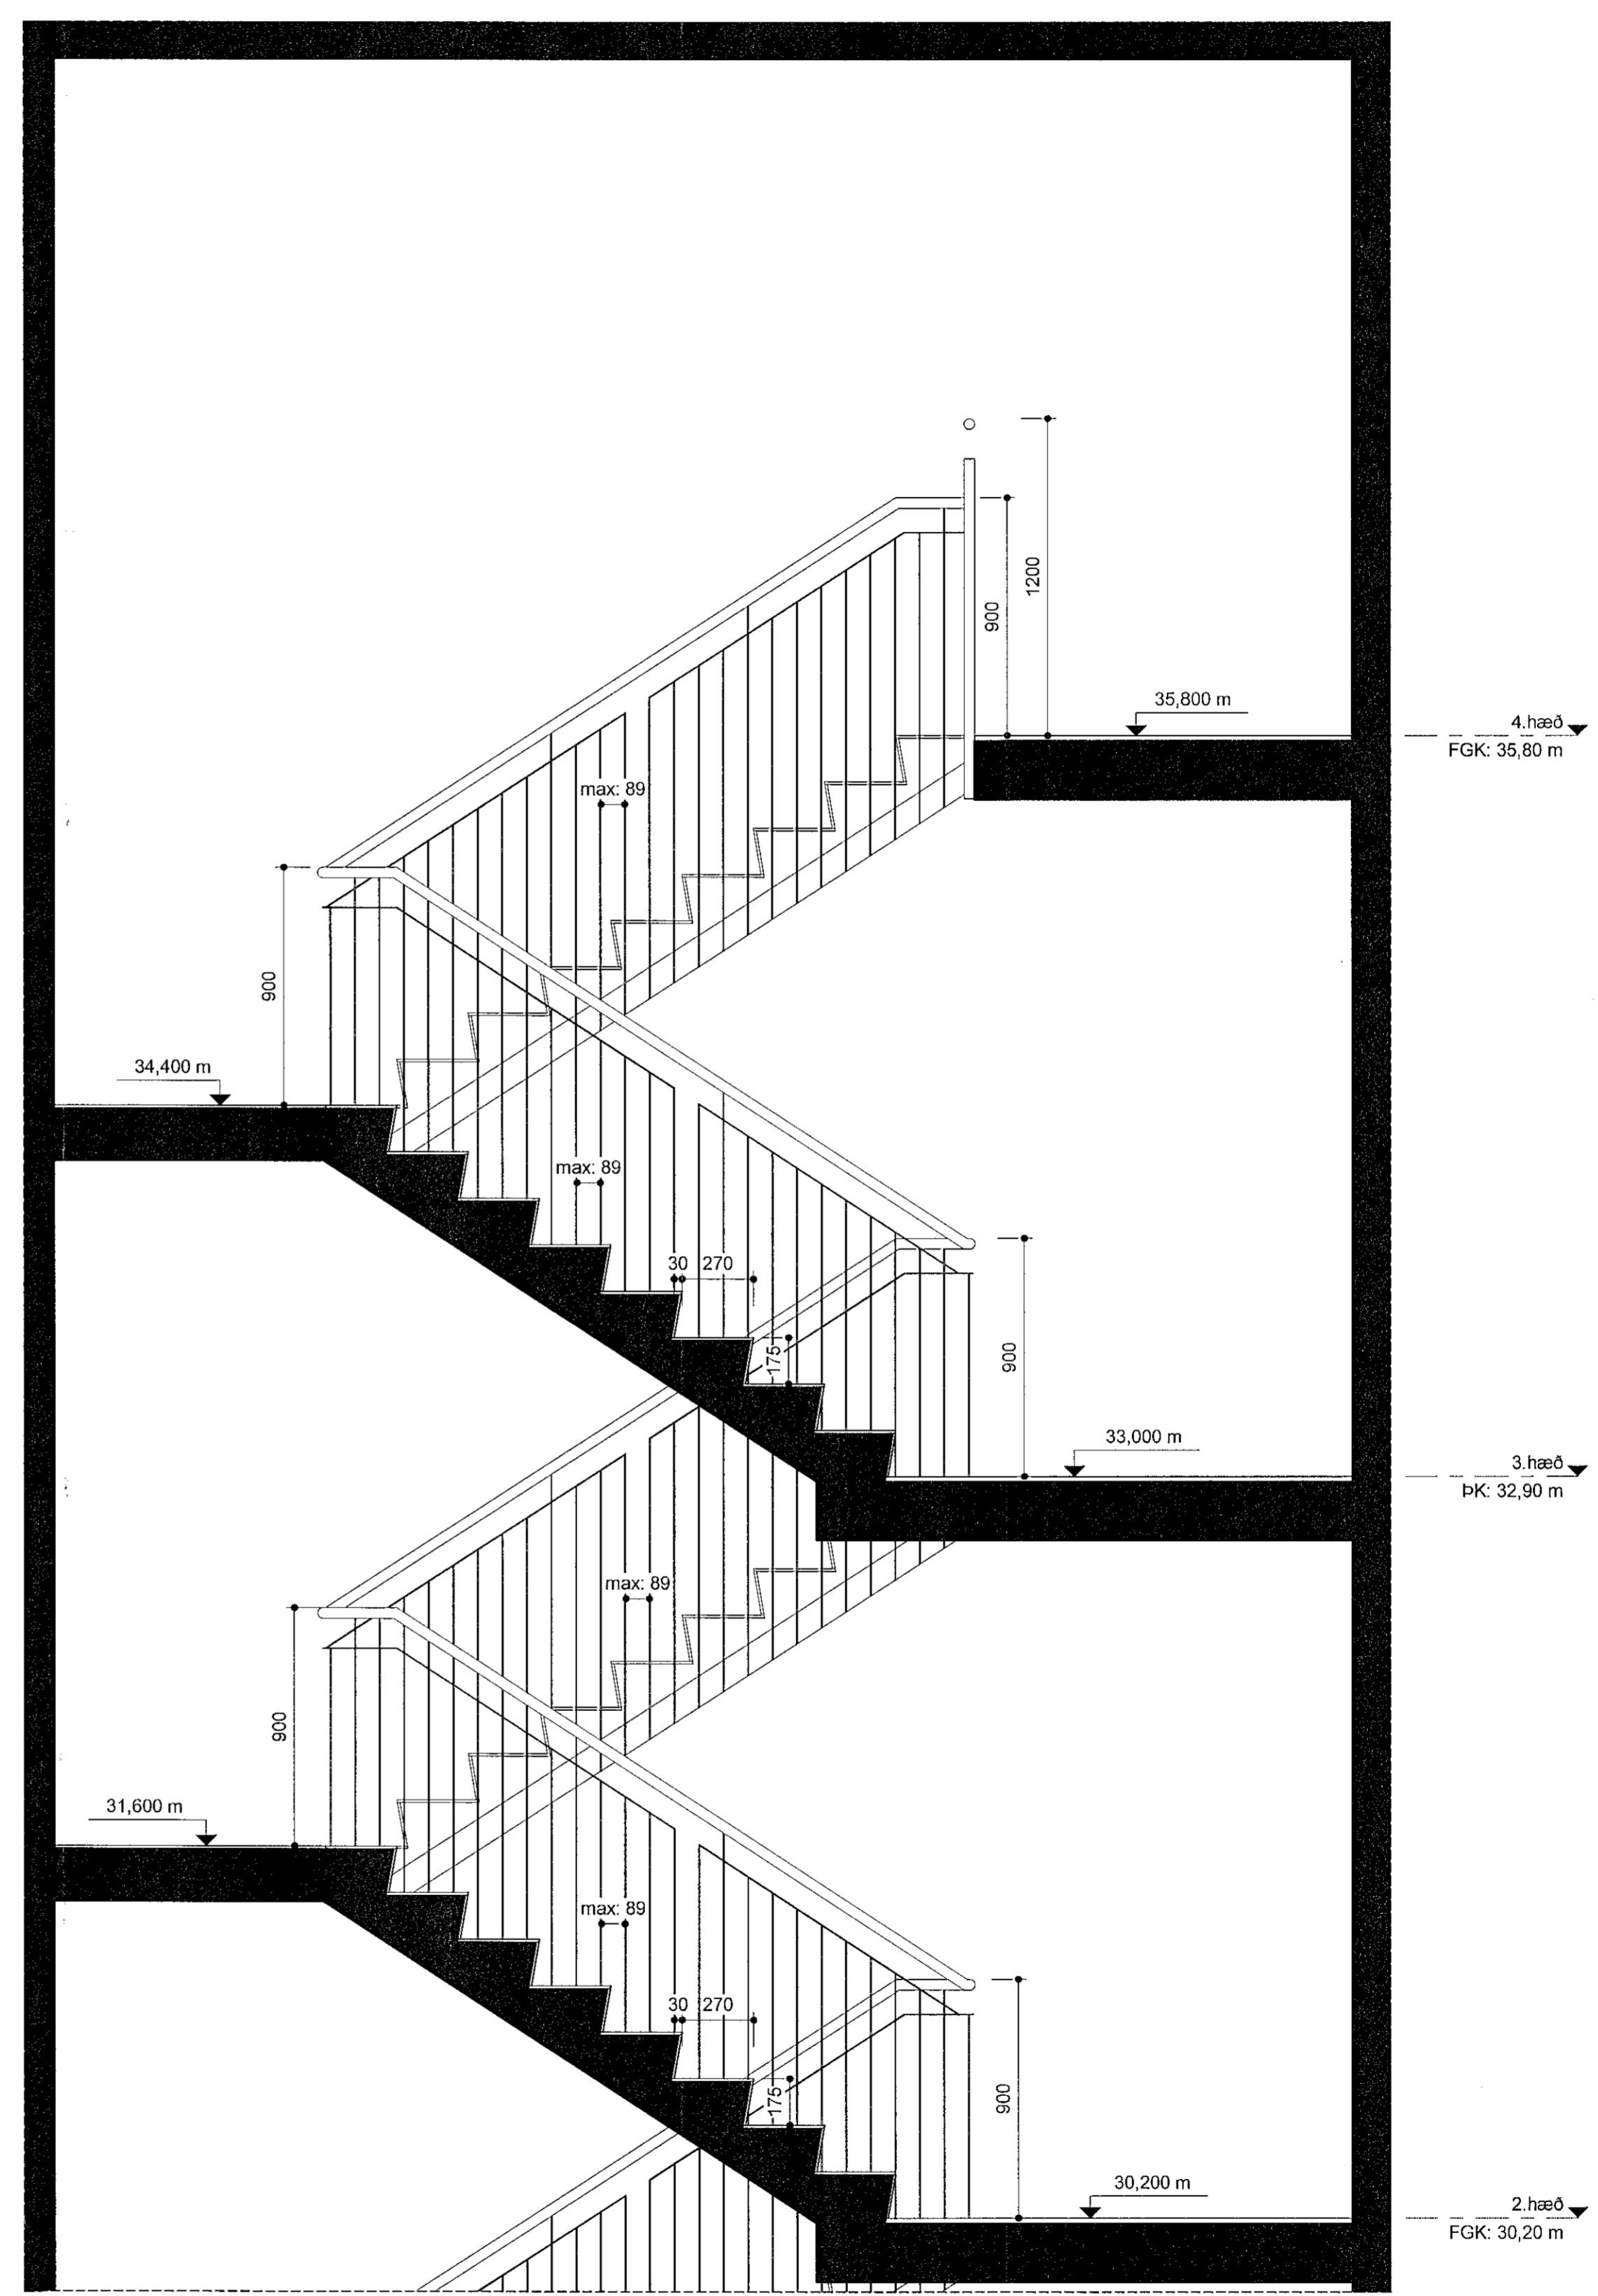 1200
900
35,800 m
4.hæð
FGK: 35,80 m
max: 89
900
34,400 m
max: 89
30 270
175
900
33,000 m
3.hæð
ÞK: 32,90 m
max: 89
900
31,600 m
max: 89
30 270
175
900
30,200 m
2.hæð
FGK: 30,20 m